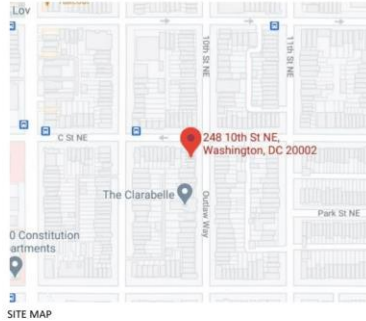 Lov
10th St NE
11th St NE
C St NE
248 10th St NE,
Washington, DC 20002
The Clarabelle
Outlaw Way
Park St NE
0 Constitution
artments
SITE MAP